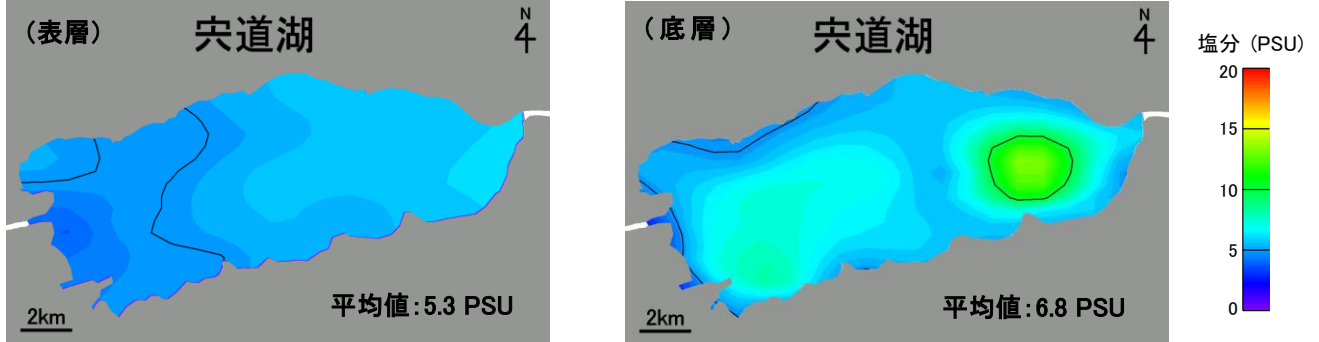 (表層)
宍道湖
N
2km
平均値:5.3 PSU
(底層)
宍道湖
N
2km
平均値:6.8 PSU
塩分 (PSU)
20
15
10
5
0